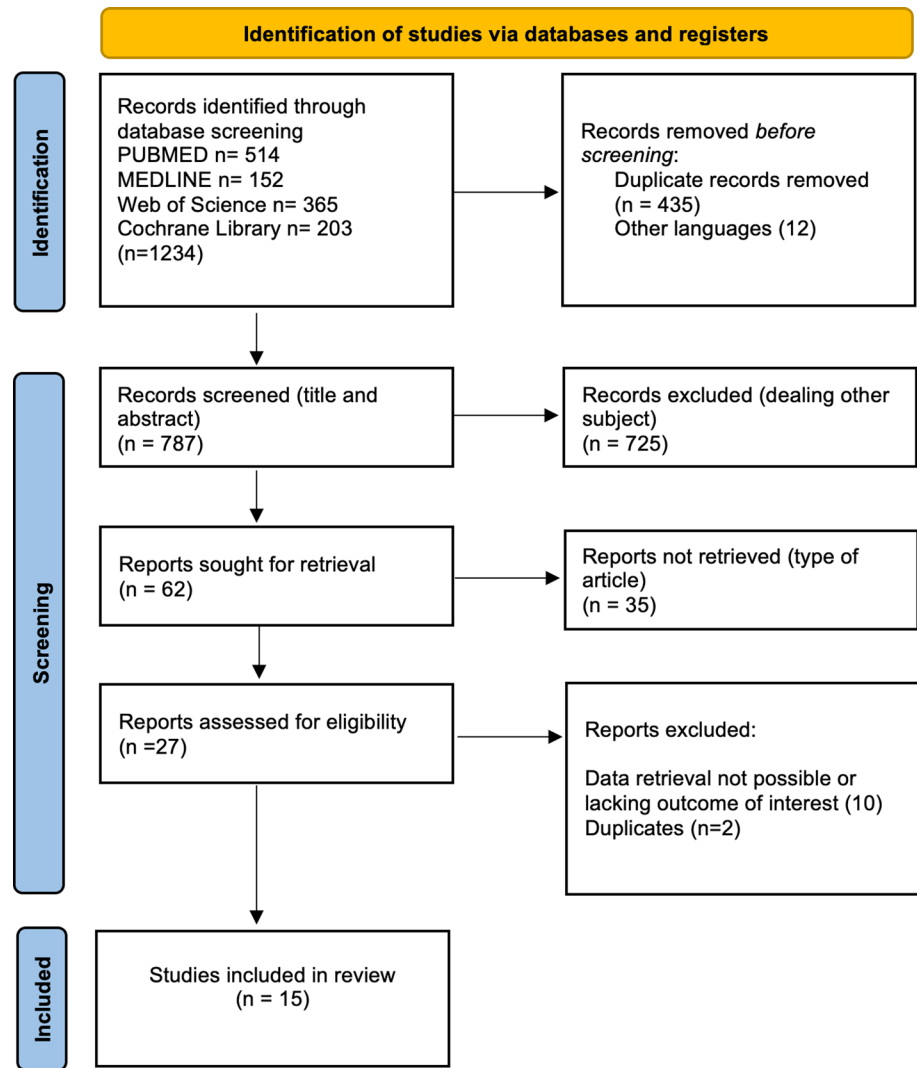 Identification of studies via databases and registers
Identification
Records identified through
database screening
PUBMED n= 514
MEDLINE n= 152
Web of Science n= 365
Cochrane Library n= 203
(n=1234)
Records removed before
screening:
Duplicate records removed
(n = 435)
Other languages (12)
Screening
Records screened (title and
abstract)
(n = 787)
Records excluded (dealing other
subject)
(n = 725)
Reports sought for retrieval
(n = 62)
Reports not retrieved (type of
article)
(n = 35)
Reports assessed for eligibility
(n =27)
Reports excluded:
Data retrieval not possible or
lacking outcome of interest (10)
Duplicates (n=2)
Included
Studies included in review
(n = 15)